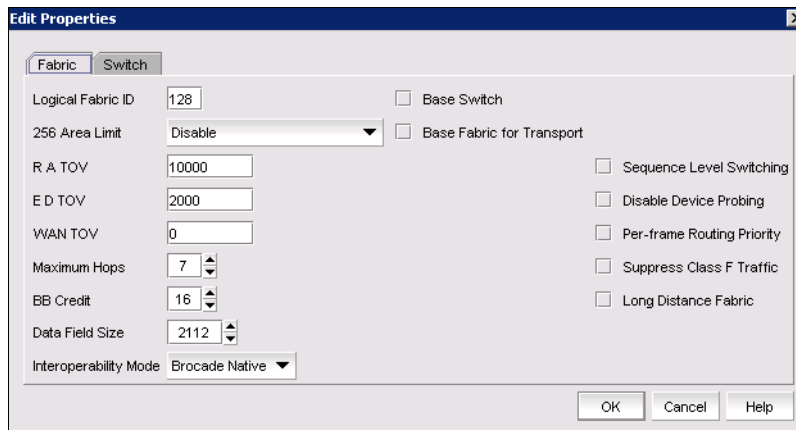 Edit Properties
Fabric Switch
Logical Fabric ID 128 Base Switch
256 Area Limit Disable Base Fabric for Transport
R A TOV 10000 Sequence Level Switching
E D TOV 2000 Disable Device Probing
WAN TOV 0 Per-frame Routing Priority
Maximum Hops 7 Suppress Class F Traffic
BB Credit 16 Long Distance Fabric
Data Field Size 2112
Interoperability Mode Brocade Native
OK Cancel Help